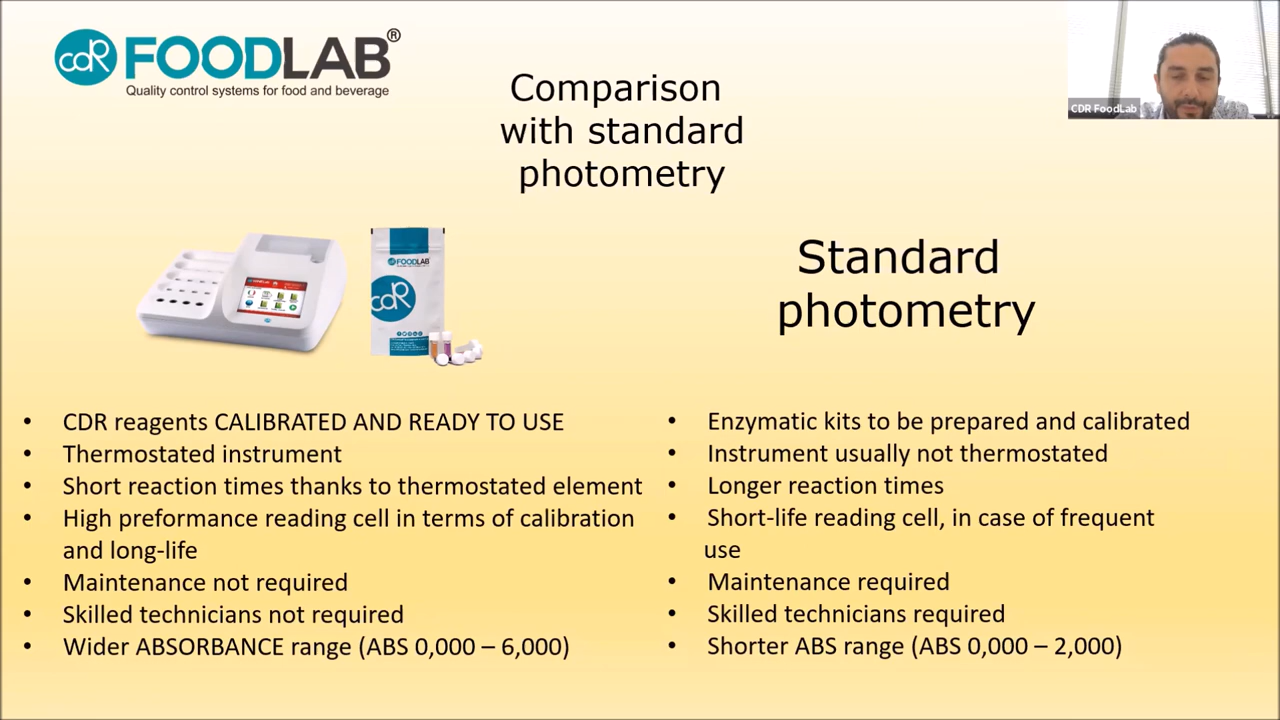 cdR FOODLAB®
Quality control systems for food and beverage
Comparison
with standard
photometry
CDR FoodLab
FOODLAB
cdR
Standard
photometry
• CDR reagents CALIBRATED AND READY TO USE
• Thermostated instrument
• Short reaction times thanks to thermostated element
• High preformance reading cell in terms of calibration
and long-life
• Maintenance not required
• Skilled technicians not required
• Wider ABSORBANCE range (ABS 0,000 – 6,000)
• Enzymatic kits to be prepared and calibrated
• Instrument usually not thermostated
• Longer reaction times
• Short-life reading cell, in case of frequent
use
• Maintenance required
• Skilled technicians required
• Shorter ABS range (ABS 0,000 – 2,000)